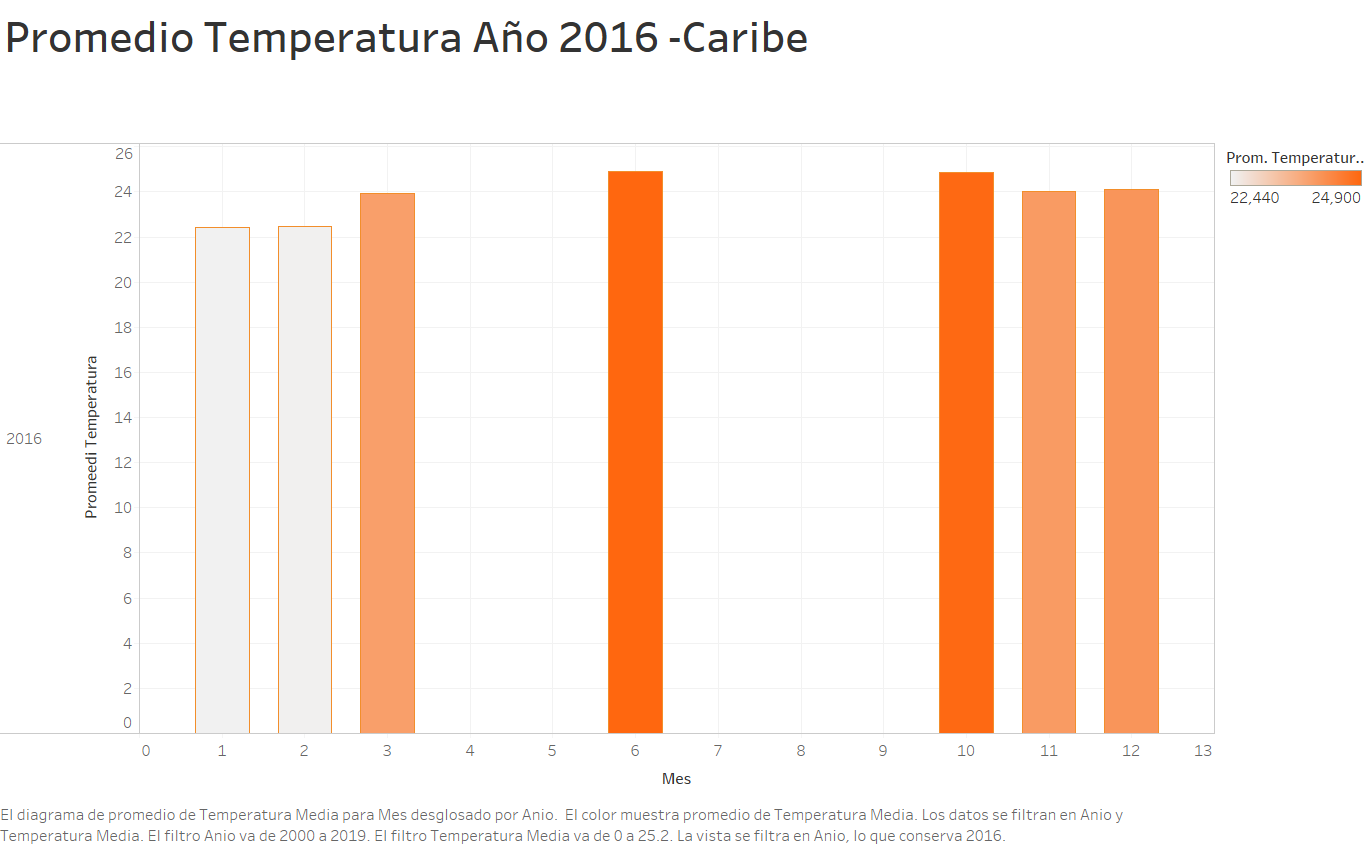 Promedio Temperatura Año 2016 -Caribe
Prom. Temperatur..
22,440 24,900
26
24
22
20
18
16
14
12
10
8
6
4
2
0
Promeedi Temperatura
2016
0 1 2 3 4 5 6 7 8 9 10 11 12 13
Mes
El diagrama de promedio de Temperatura Media para Mes desglosado por Anio.  El color muestra promedio de Temperatura Media. Los datos se filtran en Anio y
Temperatura Media. El filtro Anio va de 2000 a 2019. El filtro Temperatura Media va de 0 a 25.2. La vista se filtra en Anio, lo que conserva 2016.